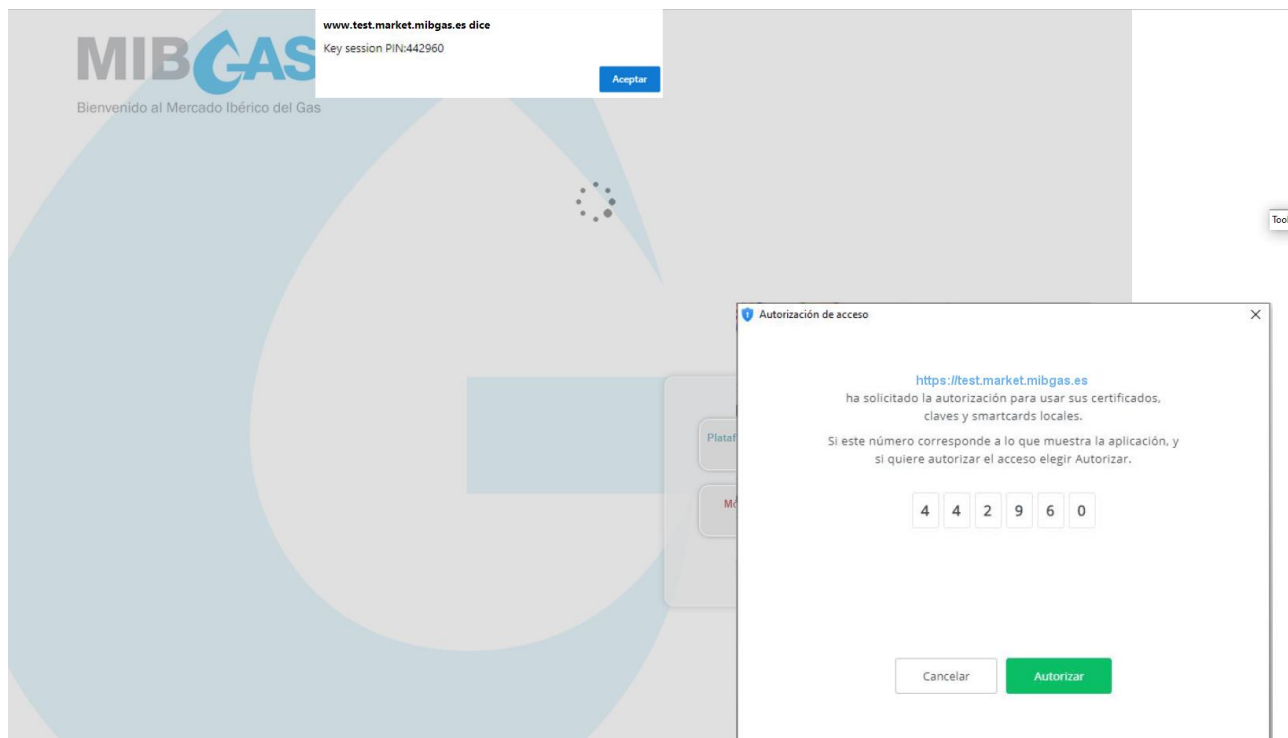 www.test.market.mibgas.es dice
Key session PIN:442960
Aceptar
MIBGAS
Bienvenido al Mercado Ibérico del Gas
Autorización de acceso
https://test.market.mibgas.es
ha solicitado la autorización para usar sus certificados,
claves y smartcards locales.
Si este número corresponde a lo que muestra la aplicación, y
si quiere autorizar el acceso elegir Autorizar.
4 4 2 9 6 0
Cancelar
Autorizar